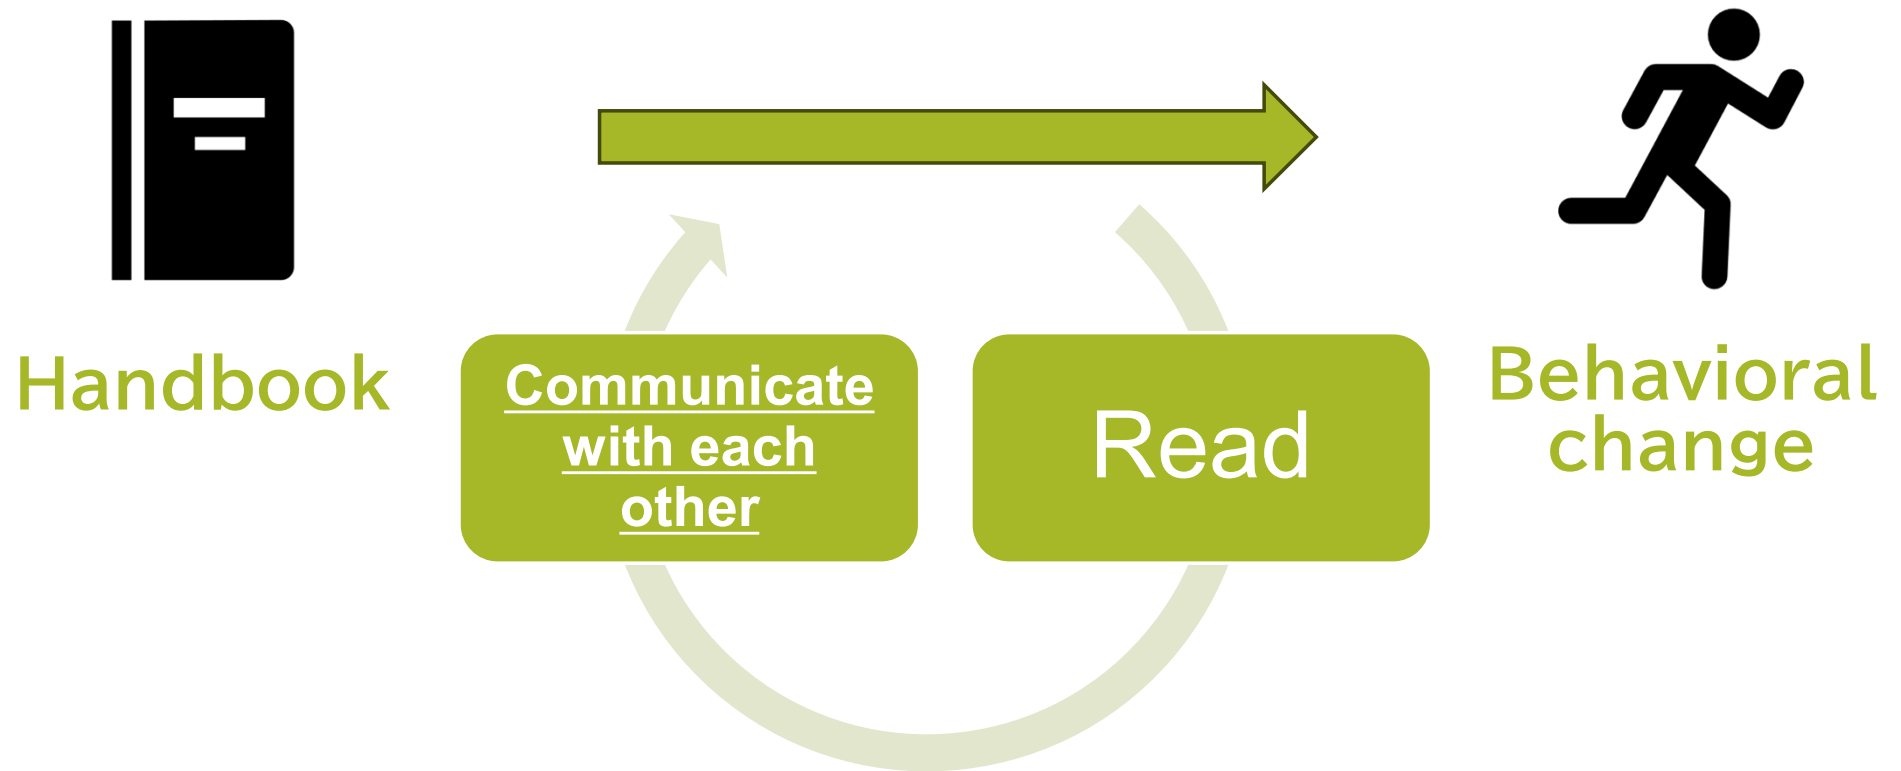 Handbook
Communicate
with each
other
Read
Behavioral
change